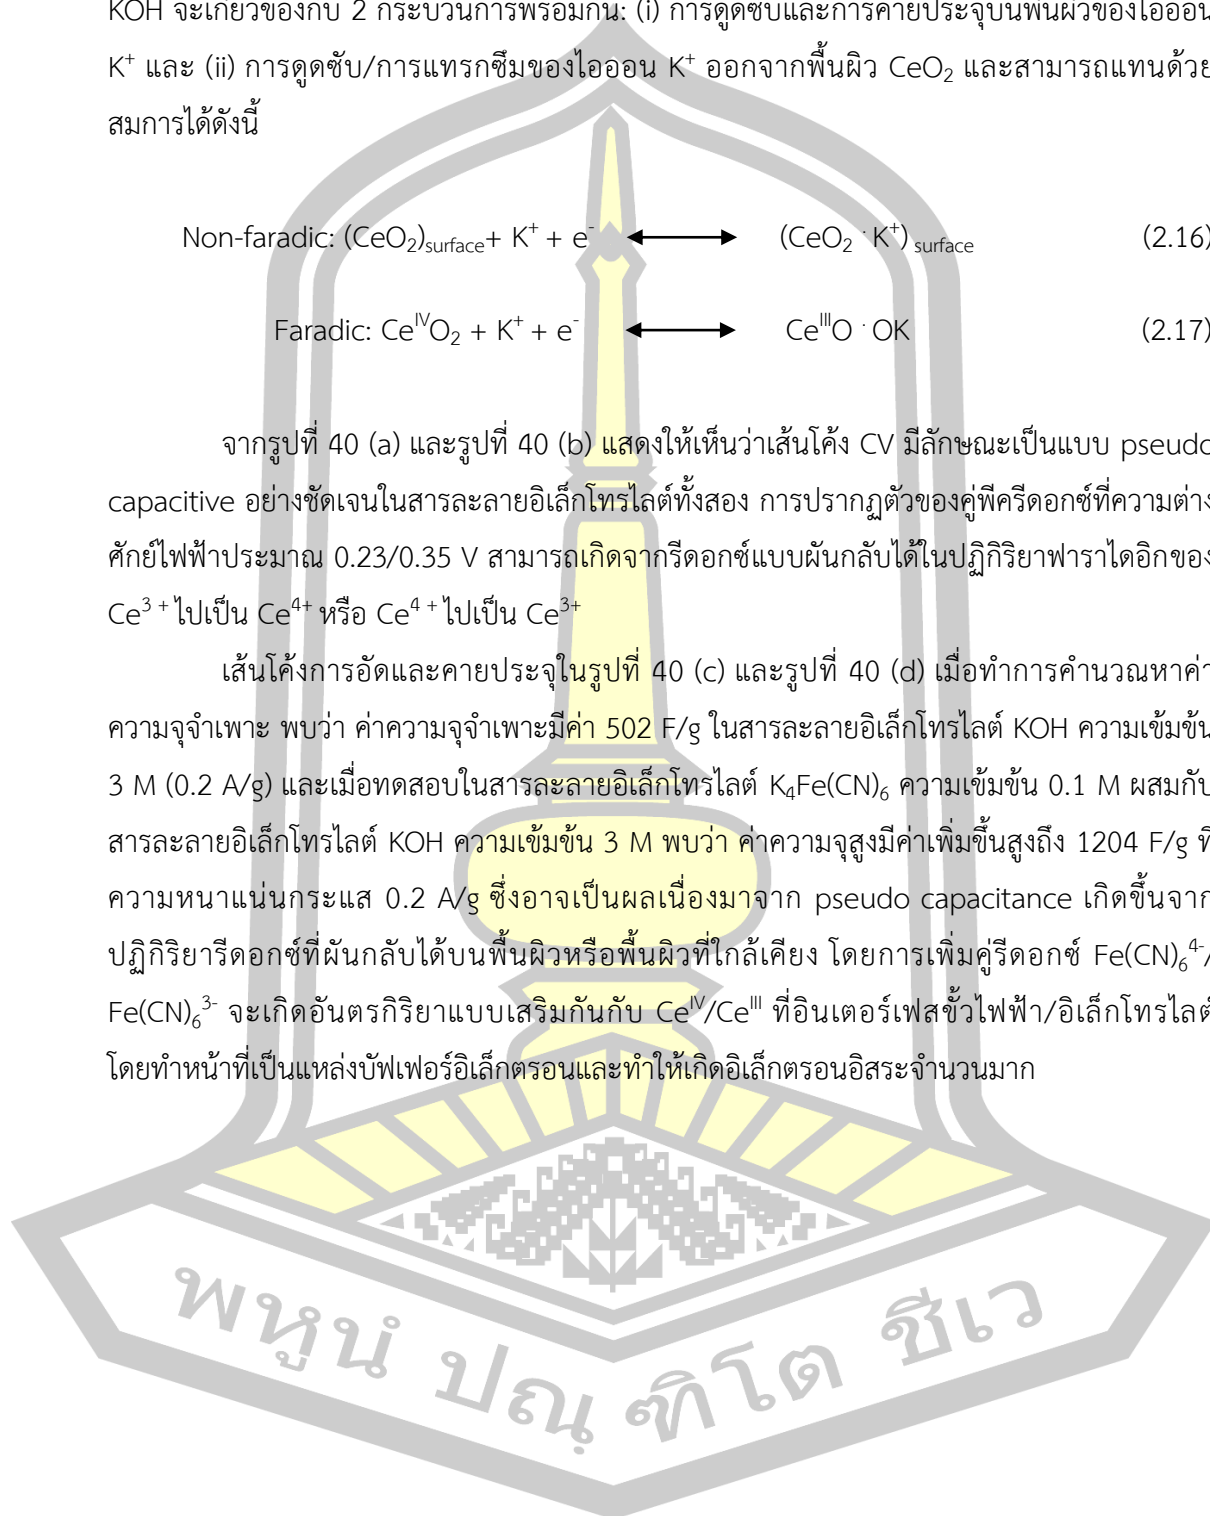 KOH จะเกี่ยวข้องกับ 2 กระบวนการพร้อมกัน: (i) การดูดซับและการคายประจุบนพื้นผิวของไอออน
K⁺ และ (ii) การดูดซับ/การแทรกซึมของไอออน K⁺ ออกจากพื้นผิว CeO₂ และสามารถแทนด้วย
สมการได้ดังนี้
Non-faradic: (CeO₂)surface+ K⁺ + e⁻ ⟷ (CeO₂ · K⁺) surface (2.16)
Faradic: Ce^IVO₂ + K⁺ + e⁻ ⟷ Ce^IIIO · OK (2.17)
จากรูปที่ 40 (a) และรูปที่ 40 (b) แสดงให้เห็นว่าเส้นโค้ง CV มีลักษณะเป็นแบบ pseudo
capacitive อย่างชัดเจนในสารละลายอิเล็กโทรไลต์ทั้งสอง การปรากฏตัวของคู่พีครีดอกซ์ที่ความต่าง
ศักย์ไฟฟ้าประมาณ 0.23/0.35 V สามารถเกิดจากรีดอกซ์แบบผันกลับได้ในปฏิกิริยาฟาราไดอิกของ
Ce³ ⁺ ไปเป็น Ce⁴⁺ หรือ Ce⁴ ⁺ ไปเป็น Ce³⁺
เส้นโค้งการอัดและคายประจุในรูปที่ 40 (c) และรูปที่ 40 (d) เมื่อทำการคำนวณหาค่า
ความจุจำเพาะ พบว่า ค่าความจุจำเพาะมีค่า 502 F/g ในสารละลายอิเล็กโทรไลต์ KOH ความเข้มข้น
3 M (0.2 A/g) และเมื่อทดสอบในสารละลายอิเล็กโทรไลต์ K₄Fe(CN)₆ ความเข้มข้น 0.1 M ผสมกับ
สารละลายอิเล็กโทรไลต์ KOH ความเข้มข้น 3 M พบว่า ค่าความจุสูงมีค่าเพิ่มขึ้นสูงถึง 1204 F/g ที่
ความหนาแน่นกระแส 0.2 A/g ซึ่งอาจเป็นผลเนื่องมาจาก pseudo capacitance เกิดขึ้นจาก
ปฏิกิริยารีดอกซ์ที่ผันกลับได้บนพื้นผิวหรือพื้นผิวที่ใกล้เคียง โดยการเพิ่มคู่รีดอกซ์ Fe(CN)₆⁴⁻/
Fe(CN)₆³⁻ จะเกิดอันตรกิริยาแบบเสริมกันกับ Ce^IV/Ce^III ที่อินเตอร์เฟสขั้วไฟฟ้า/อิเล็กโทรไลต์
โดยทำหน้าที่เป็นแหล่งบัฟเฟอร์อิเล็กตรอนและทำให้เกิดอิเล็กตรอนอิสระจำนวนมาก
พหูนํ ปณฺฑิโต ชีเว